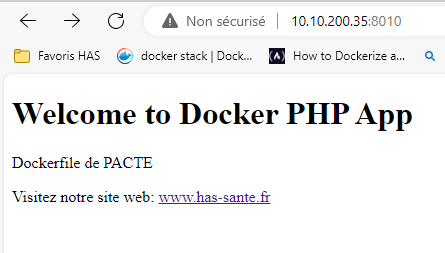 Non sécurisé 10.10.200.35:8010
Favoris HAS docker stack | Dock... How to Dockerize a...
Welcome to Docker PHP App
Dockerfile de PACTE
Visitez notre site web: www.has-sante.fr